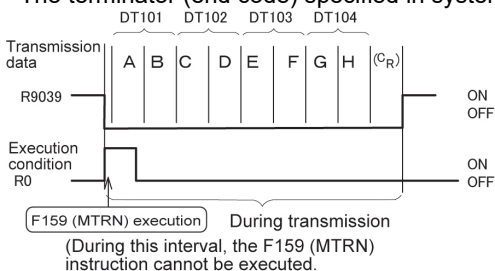 The terminator (end code) specified in system
DT101 DT102 DT103 DT104
Transmission
data
A B C D E F G H (CR)
R9039 ON
OFF
Execution
condition
R0
ON
OFF
F159 (MTRN) execution During transmission
(During this interval, the F159 (MTRN)
instruction cannot be executed.